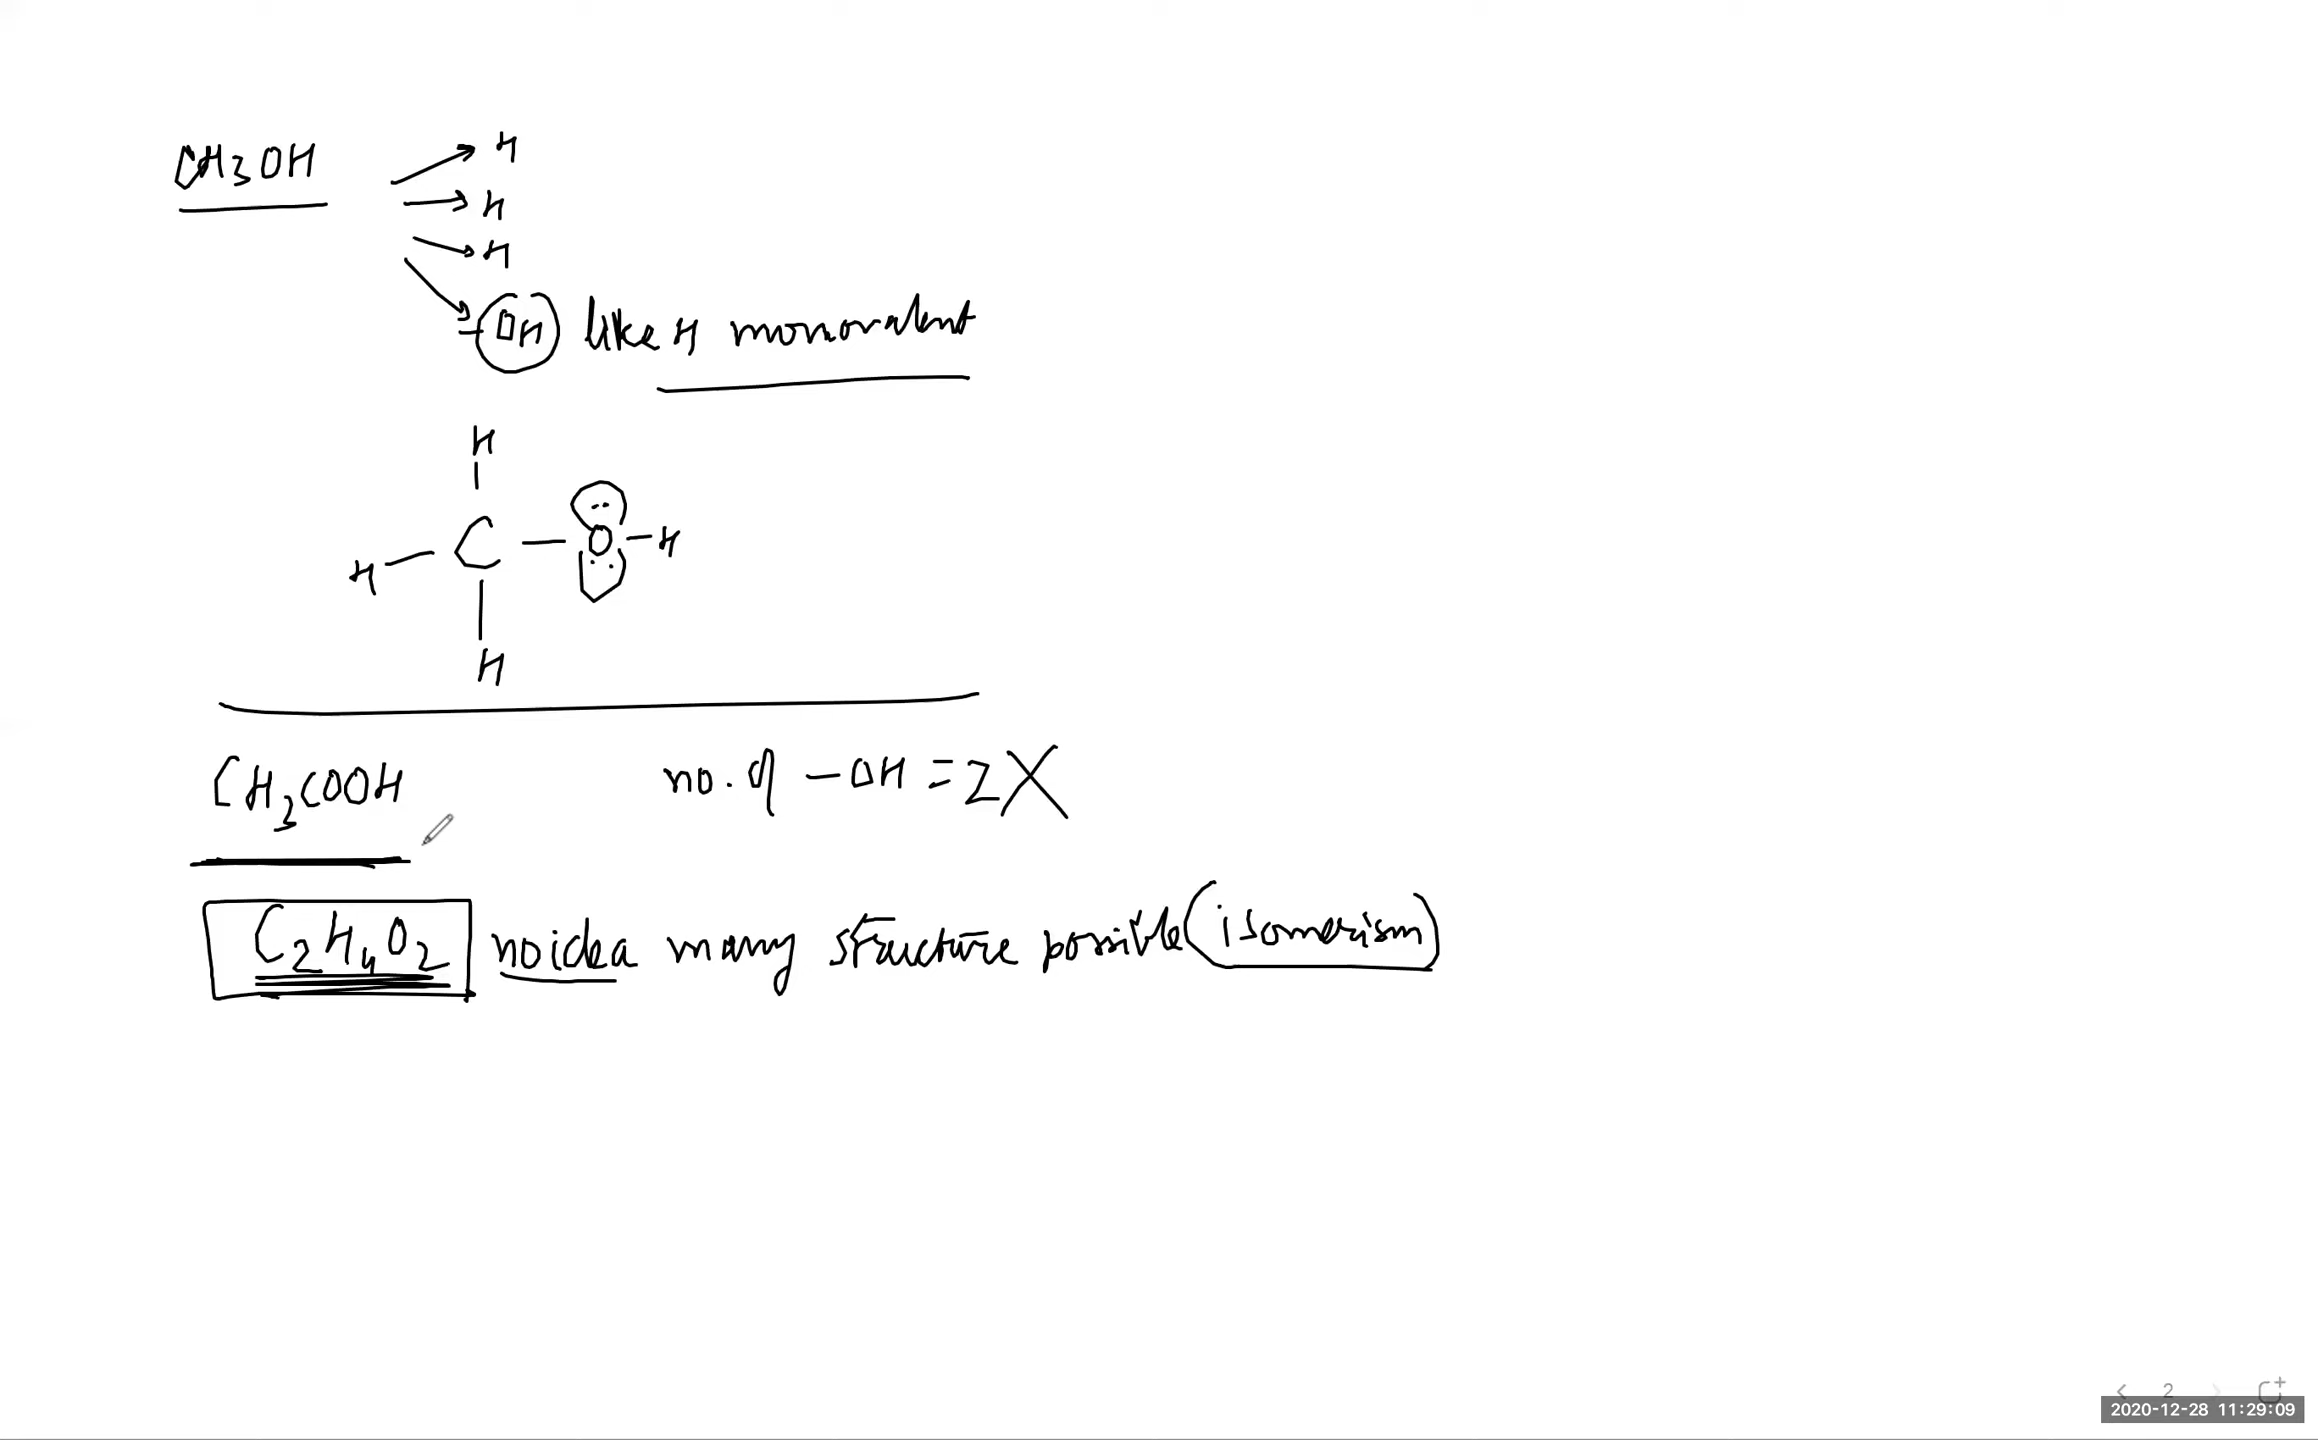 CH3OH
H
H
H
-OH like H monovalent
H
H - C - O - H
H
CH3COOH no. of -OH = 2 X
C2H4O2 no idea many structure possible (isomerism)
2
2020-12-28 11:29:09